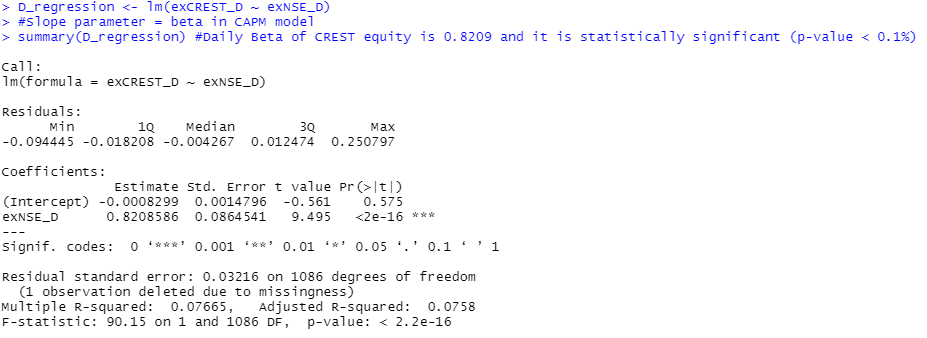 > D_regression <- lm(exCREST_D ~ exNSE_D)
> #Slope parameter = beta in CAPM model
> summary(D_regression) #Daily Beta of CREST equity is 0.8209 and it is statistically significant (p-value < 0.1%)

Call:
lm(formula = exCREST_D ~ exNSE_D)

Residuals:
      Min        1Q    Median        3Q       Max
-0.094445 -0.018208 -0.004267  0.012474  0.250797

Coefficients:
              Estimate Std. Error t value Pr(>|t|)
(Intercept) -0.0008299  0.0014796  -0.561    0.575
exNSE_D      0.8208586  0.0864541   9.495   <2e-16 ***
---
Signif. codes:  0 ‘***’ 0.001 ‘**’ 0.01 ‘*’ 0.05 ‘.’ 0.1 ‘ ’ 1

Residual standard error: 0.03216 on 1086 degrees of freedom
  (1 observation deleted due to missingness)
Multiple R-squared:  0.07665,   Adjusted R-squared:  0.0758
F-statistic: 90.15 on 1 and 1086 DF,  p-value: < 2.2e-16